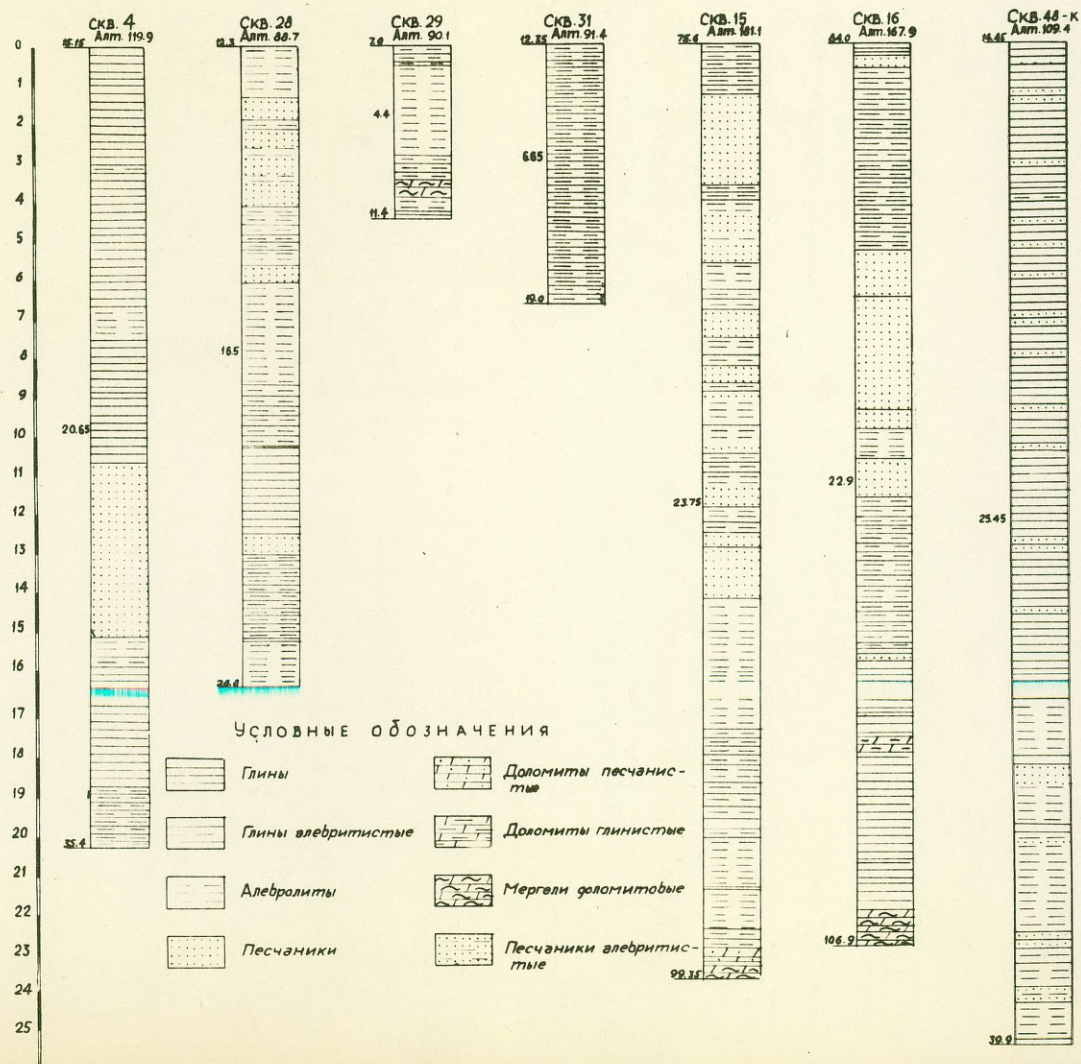 Скв. 4
Алт. 119.9
Скв. 28
Алт. 88.7
Скв. 29
Алт. 90.1
Скв. 31
Алт. 91.4
Скв. 15
Алт. 181.1
Скв. 16
Алт. 167.9
Скв. 48-к
Алт. 109.4
15.15
12.3
7.0
12.35
75.6
84.0
14.45
0
1
2
3
4
5
6
7
8
9
10
11
12
13
14
15
16
17
18
19
20
21
22
23
24
25
20.65
35.4
16.5
4.4
11.4
6.65
19.0
23.75
99.35
22.9
106.9
25.45
39.9
Условные обозначения
Глины
Глины алевритистые
Алевролиты
Песчаники
Доломиты песчанис-
тые
Доломиты глинистые
Мергели доломитовые
Песчаники алевритис-
тые